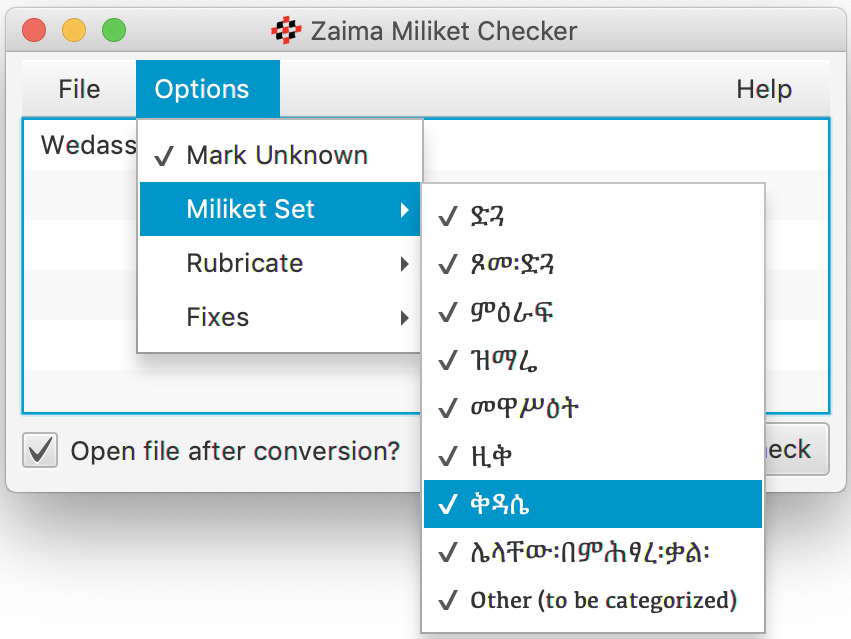 Zaima Miliket Checker
File Options Help
Wedass
Mark Unknown
Miliket Set
Rubricate
Fixes
ድጓ
ጾመ፡ድጓ
ምዕራፍ
ዝማሬ
መዋሥዕት
ዚቅ
ቅዳሴ
ሌላቸው፡በምሕፃረ፡ቃል፡
Other (to be categorized)
Open file after conversion?
eck